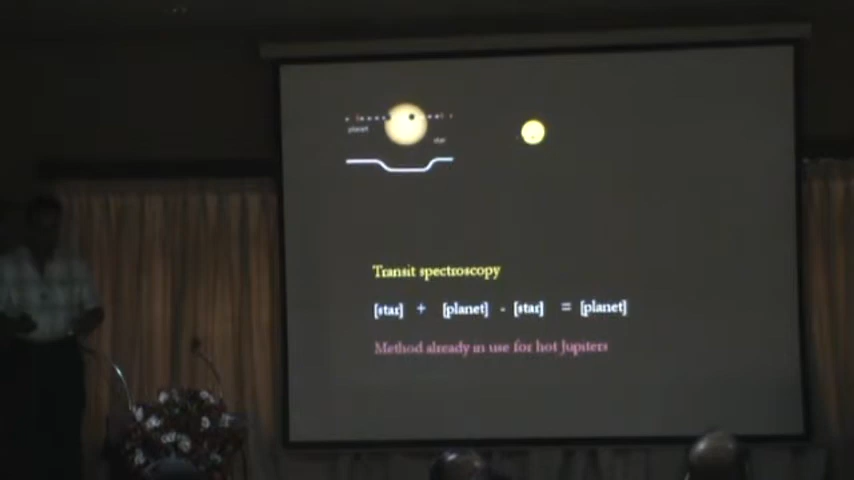 planet
star
Transit spectroscopy
[star] + [planet] - [star] = [planet]
Method already in use for hot Jupiters